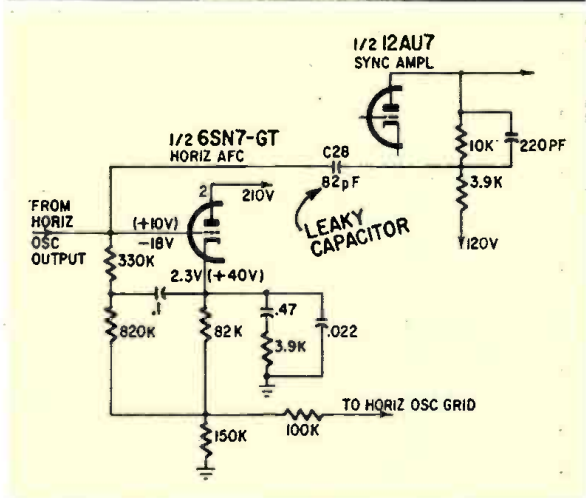 1/2 12AU7
SYNC AMPL
1/2 6SN7-GT
HORIZ AFC
C28
82pF
10K
220PF
3.9K
2
210V
LEAKY
CAPACITOR
120V
FROM
HORIZ
OSC
OUTPUT
(+10V)
-18V
330K
2.3V (+40V)
.1
.47
820K
82K
3.9K
.022
TO HORIZ OSC GRID
100K
150K